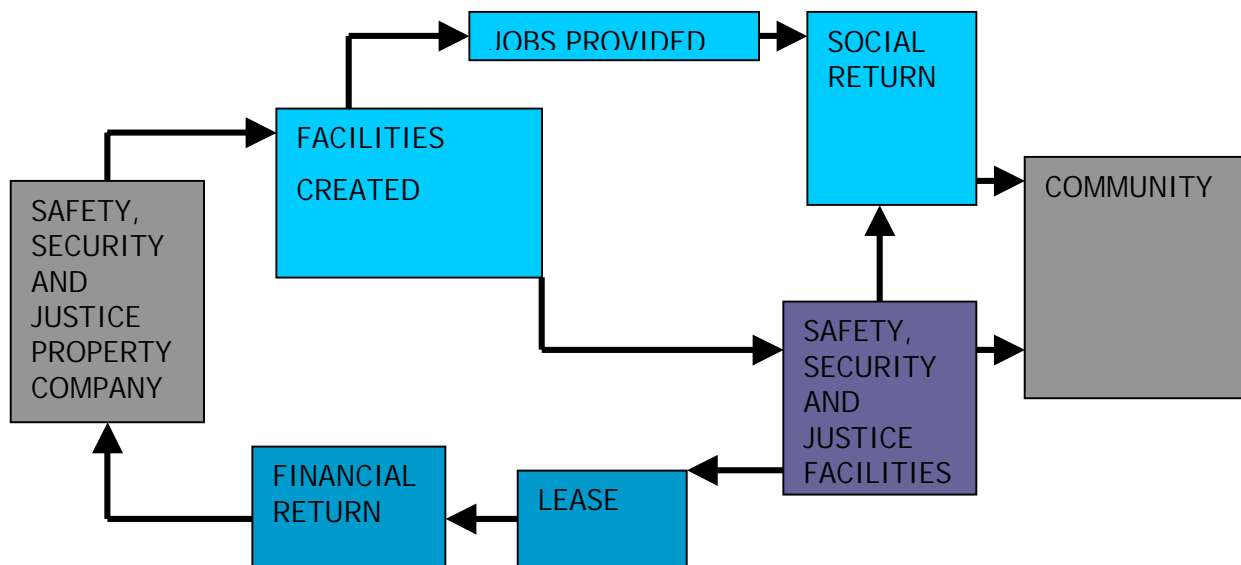 JOBS PROVIDED
SOCIAL
RETURN
FACILITIES
CREATED
COMMUNITY
SAFETY,
SECURITY
AND
JUSTICE
PROPERTY
COMPANY
SAFETY,
SECURITY
AND
JUSTICE
FACILITIES
FINANCIAL
RETURN
LEASE